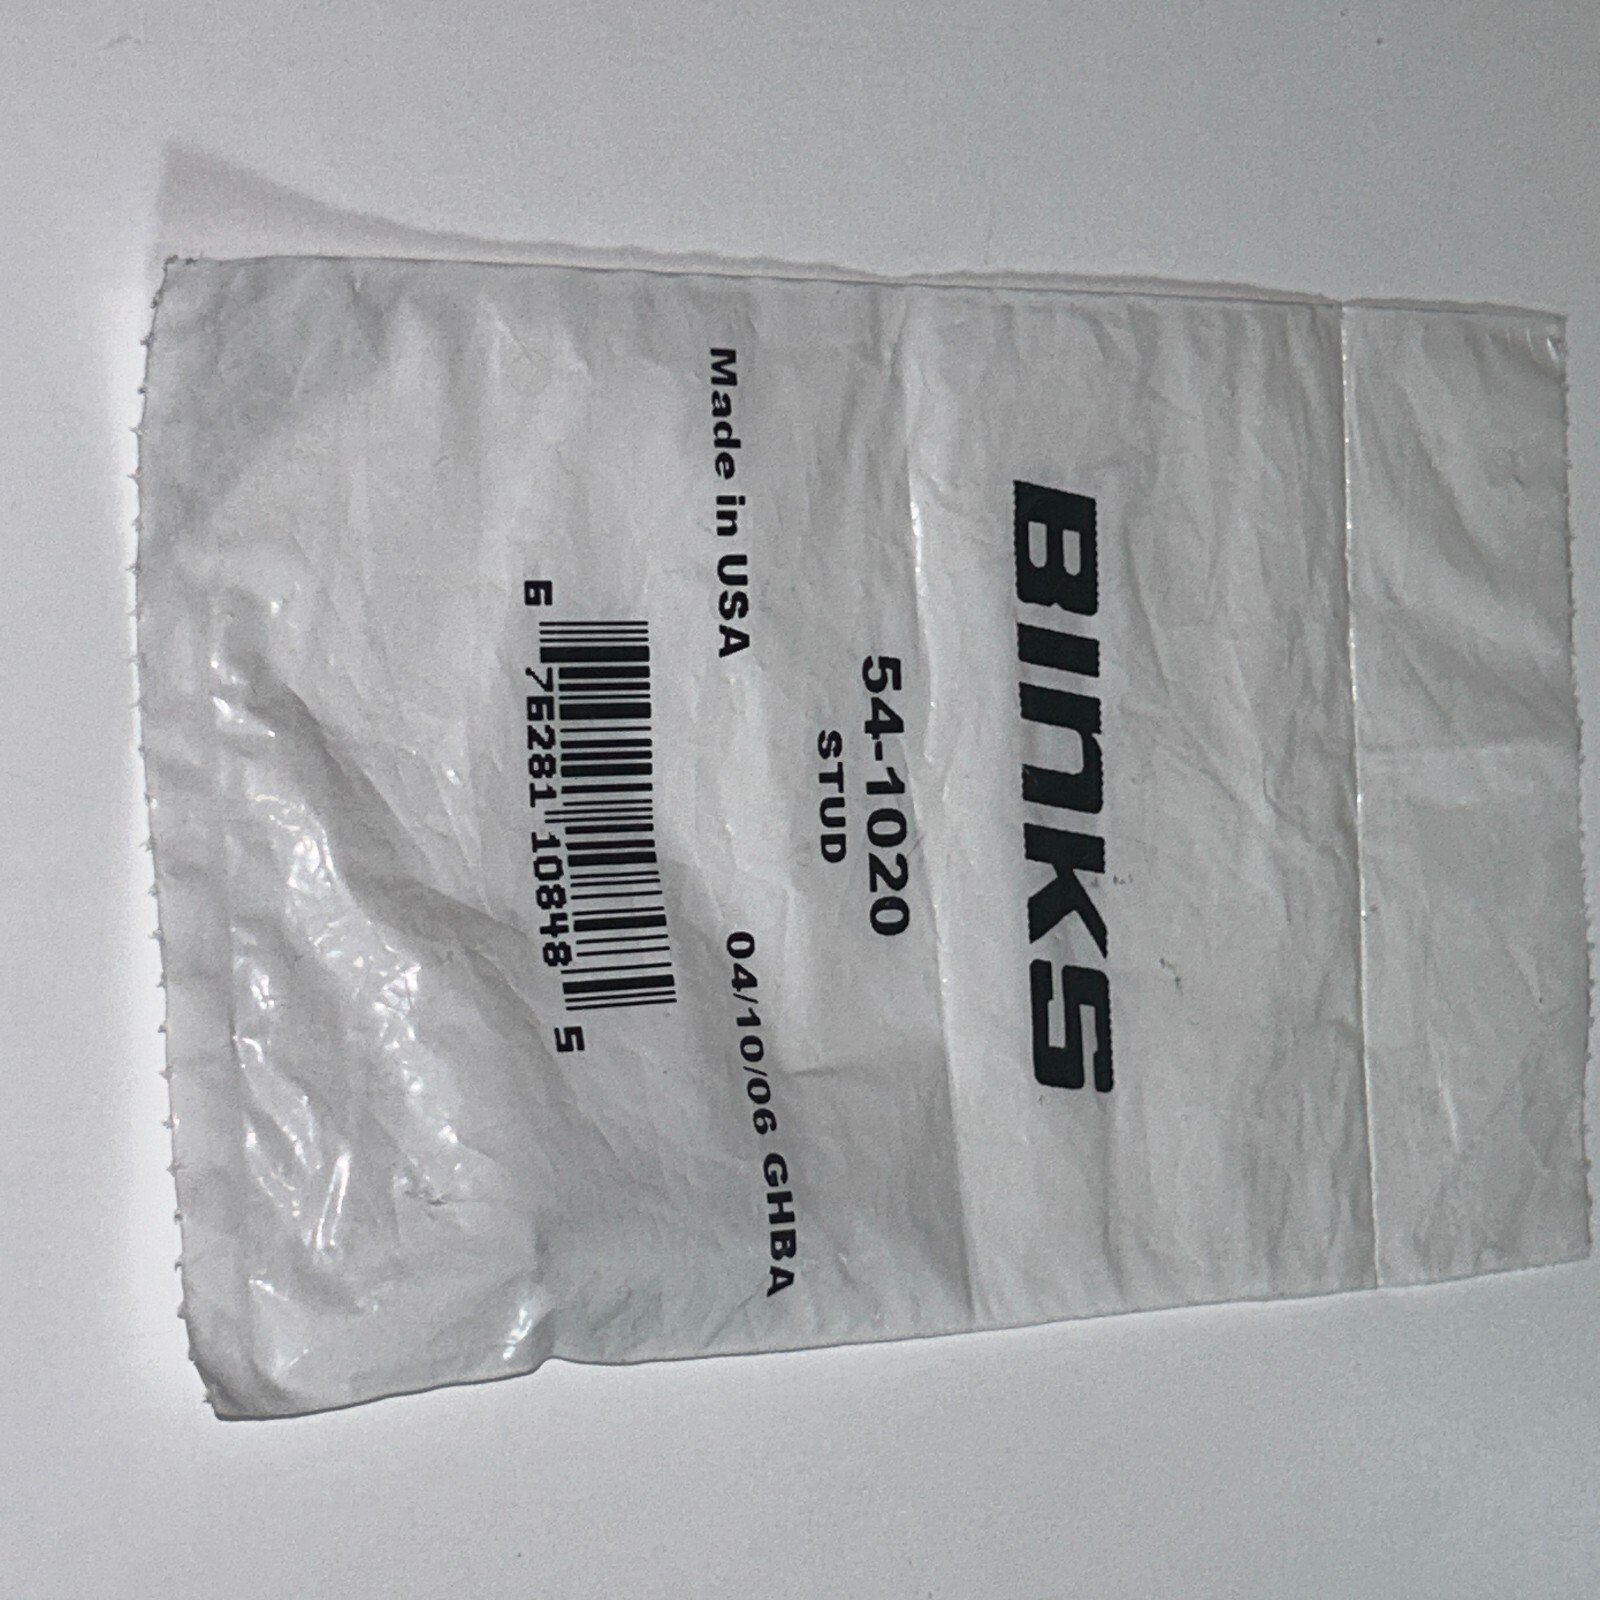 BINKS
54-1020
STUD
Made in USA 04/10/06 GHBA
6 76281 10848 5